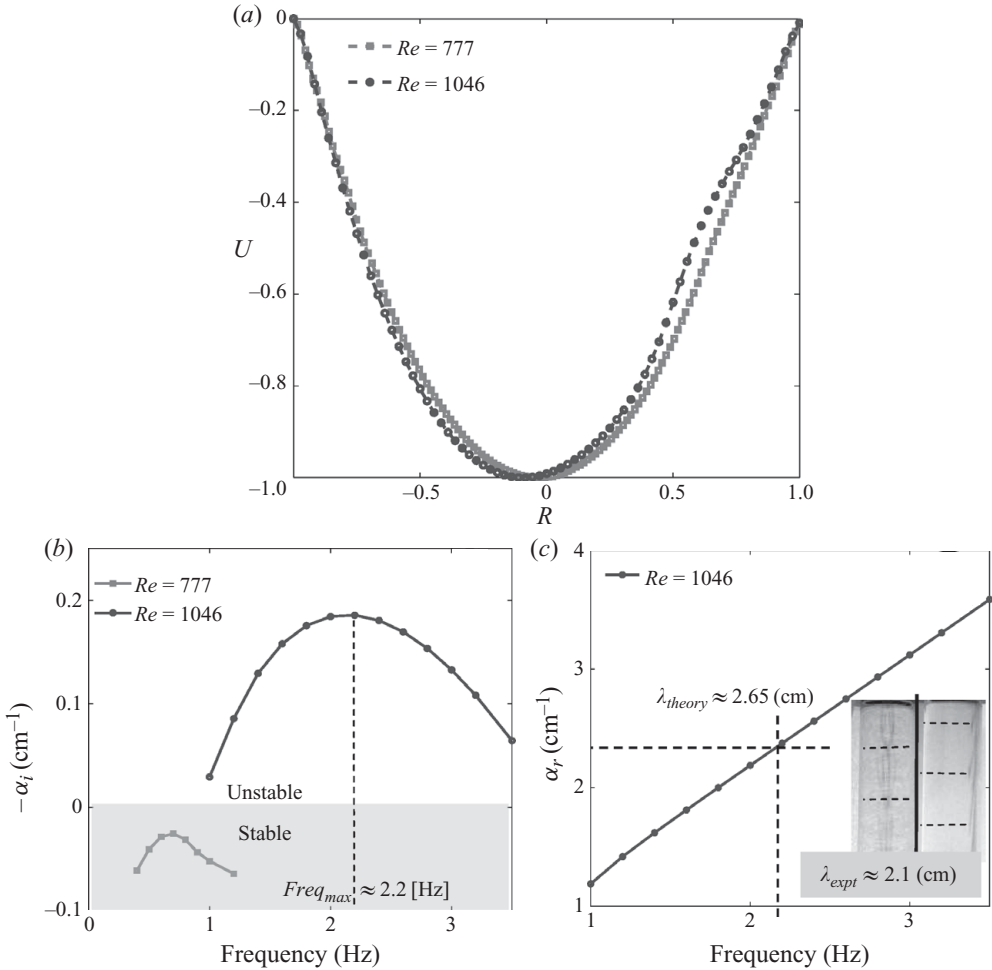 (a)
0
–0.2
–0.4
–0.6
–0.8
–1.0
U
Re = 777
Re = 1046
–0.5
0
0.5
1.0
R
(b)
Re = 777
Re = 1046
0.2
0.1
0
–0.1
– αi (cm–1)
Unstable
Stable
Freqmax ≈ 2.2 [Hz]
0
1
2
3
Frequency (Hz)
(c)
4
3
2
1
αr (cm–1)
Re = 1046
λtheory ≈ 2.65 (cm)
λexpt ≈ 2.1 (cm)
1
2
3
Frequency (Hz)